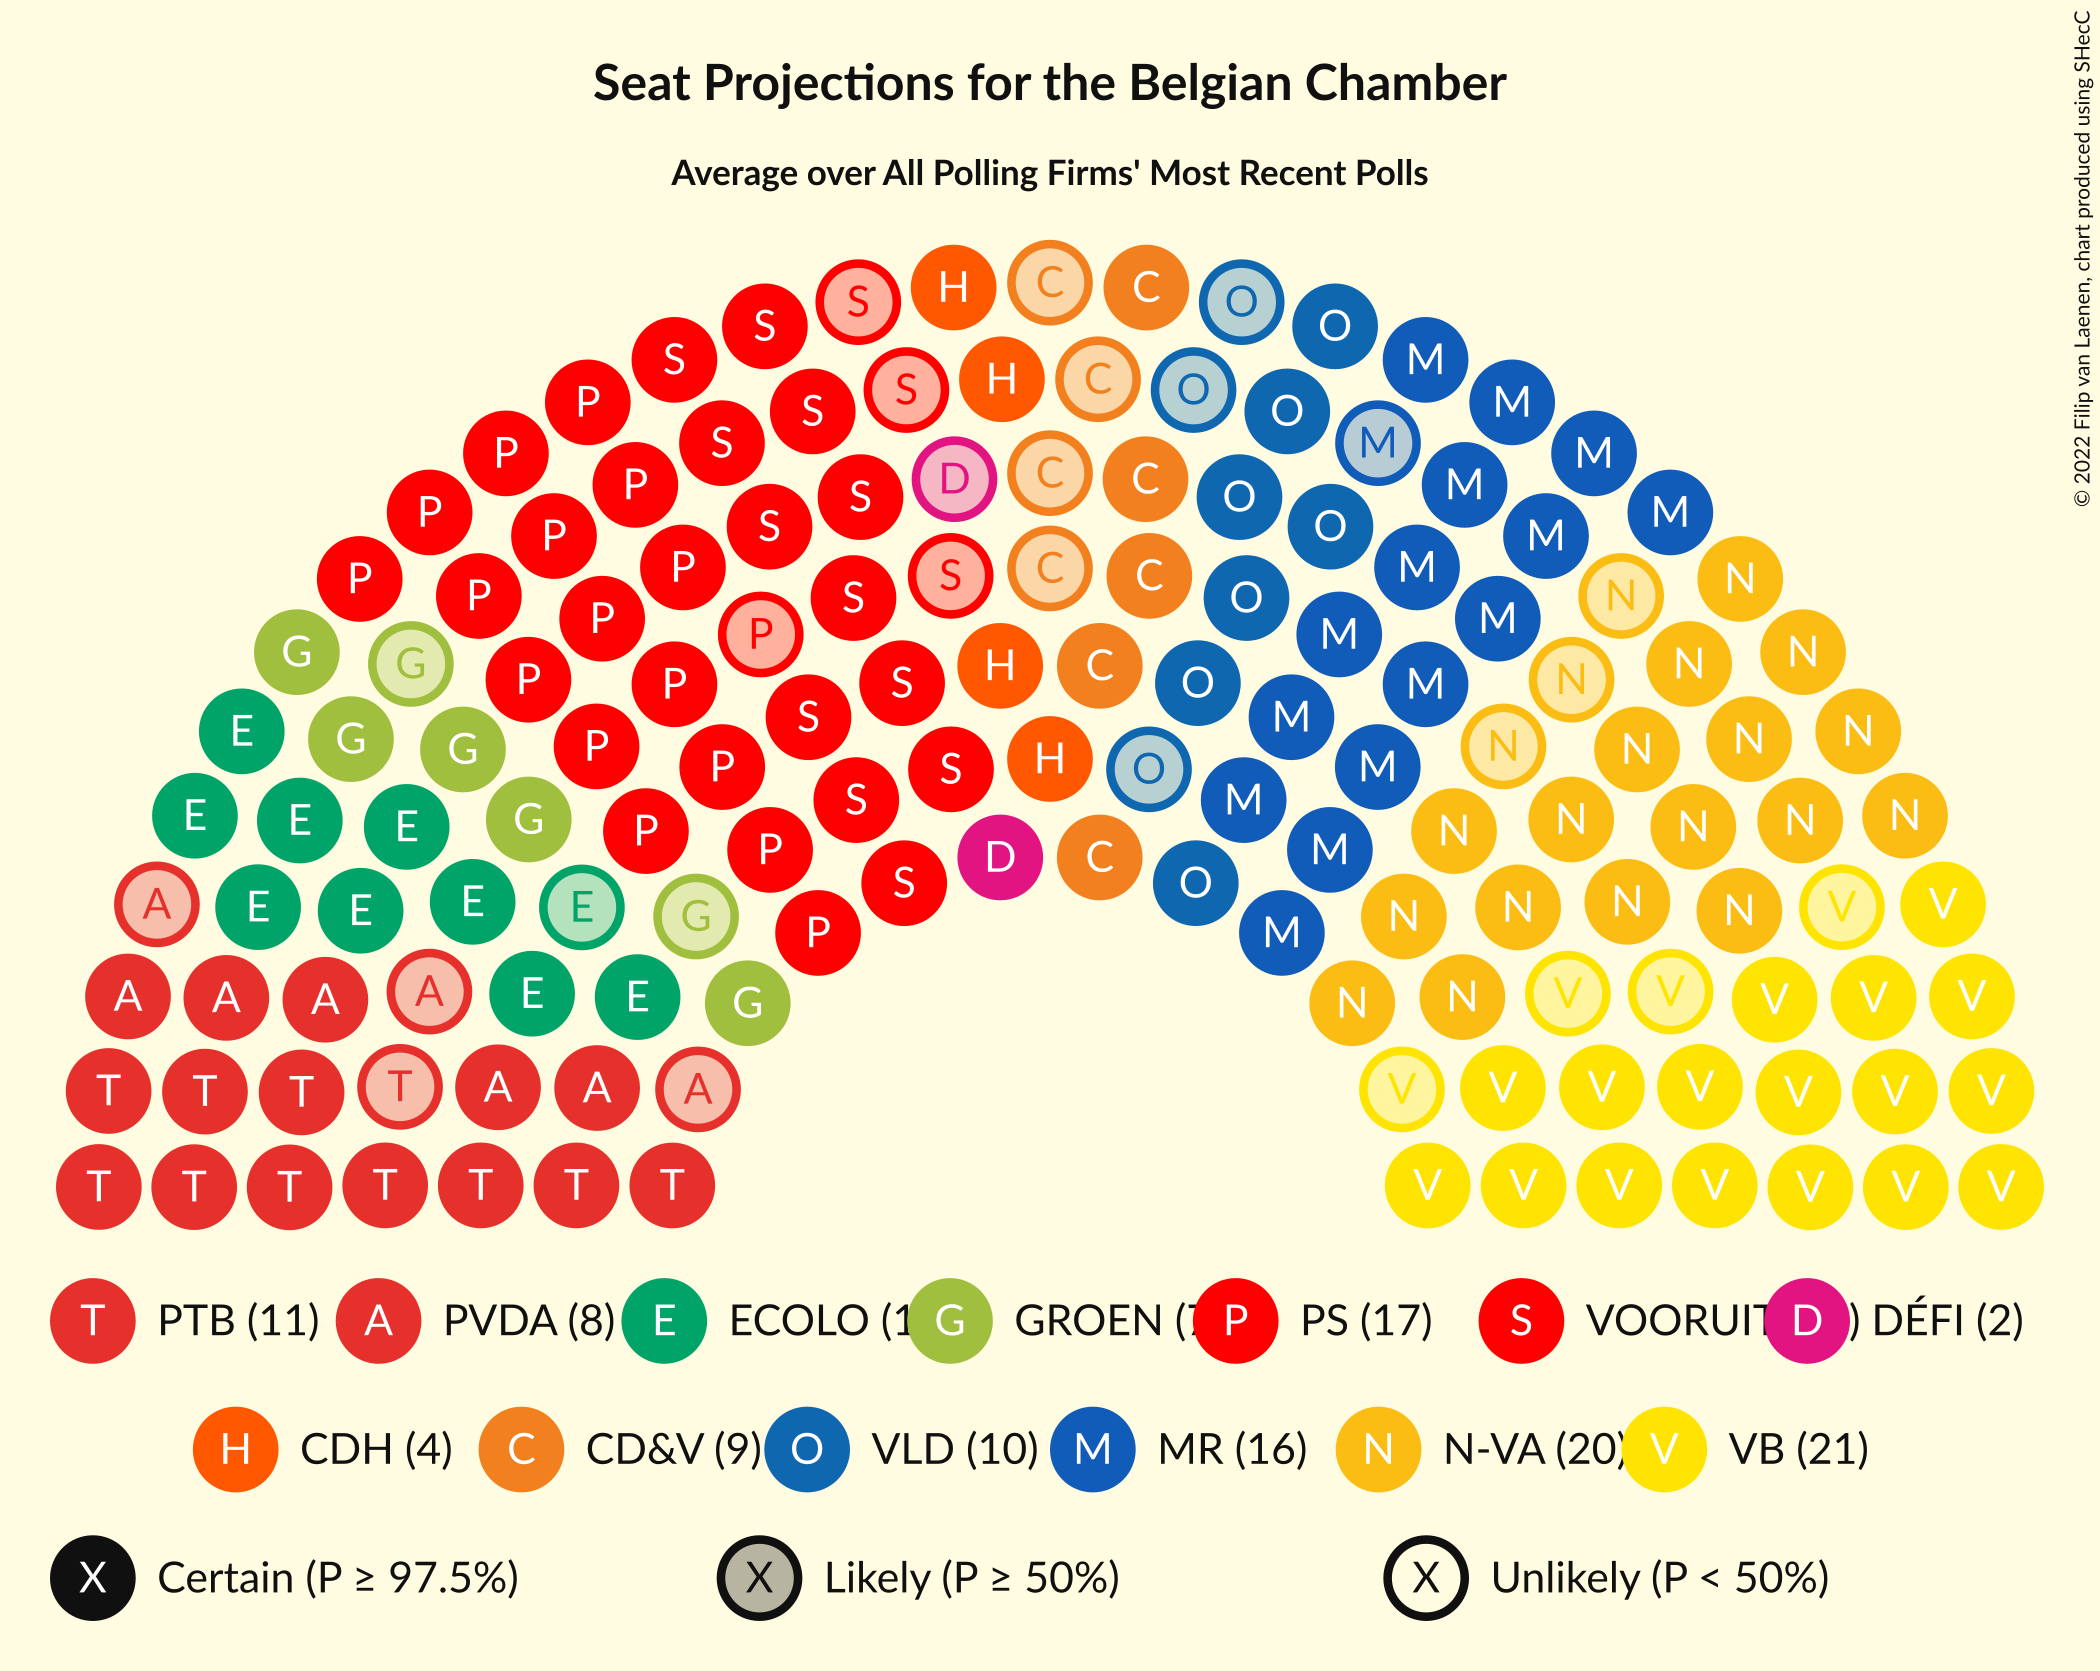 Seat Projections for the Belgian Chamber
Average over All Polling Firms' Most Recent Polls
© 2022 Filip van Laenen, chart produced using SHecC
S H C C O
S O
S M
P S H C O O M
P S S O M M
P P S D C C O M M
P P S S O M M
P P S S C C O M N N
G G P P P S H C O M M N N N
E G G P P S S O M M N N N N
E E E G P P S S H O M M N N N N N
A E E E E G P P S D C O M M N N N N V V
A A A A E E G N N V V V V V
T T T T A A A V V V V V V V
T T T T T T T V V V V V V V
T PTB (11) A PVDA (8) E ECOLO (1 G GROEN (7 P PS (17) S VOORUIT ) D DÉFI (2)
H CDH (4) C CD&V (9) O VLD (10) M MR (16) N N-VA (20) V VB (21)
X Certain (P ≥ 97.5%) X Likely (P ≥ 50%) X Unlikely (P < 50%)